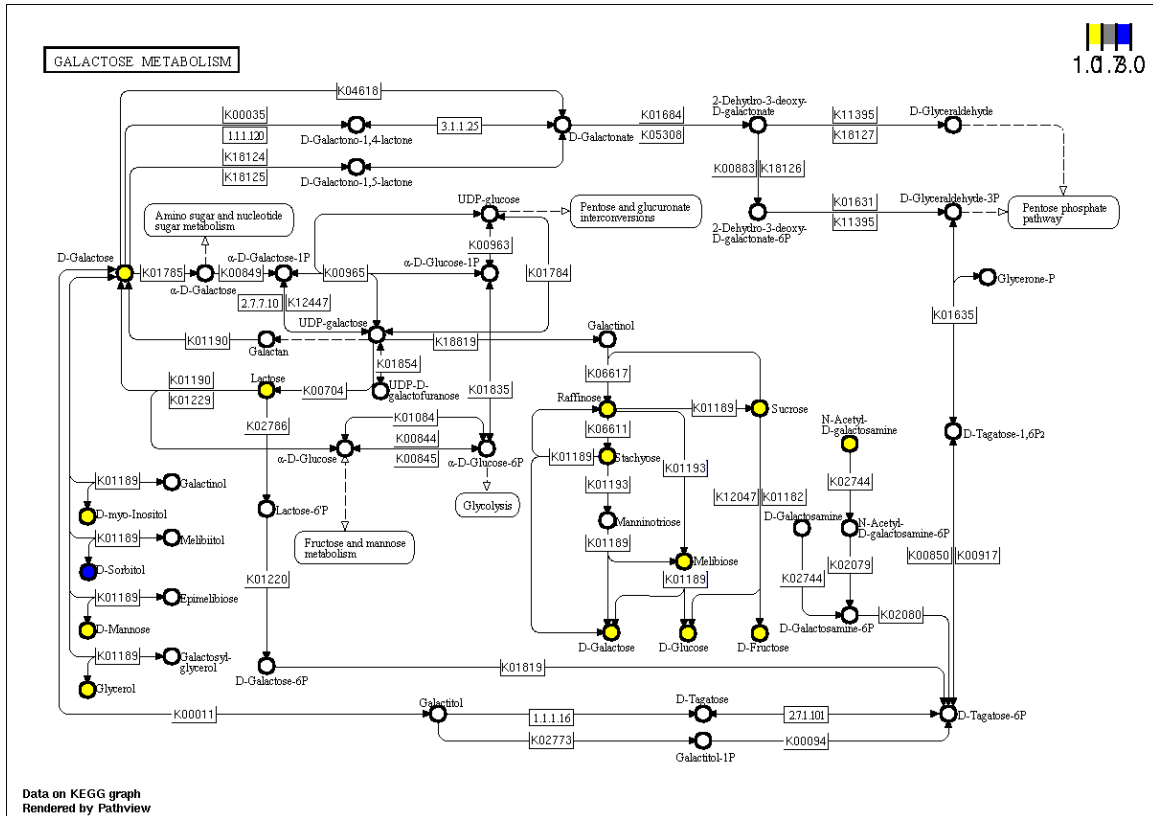 GALACTOSE METABOLISM
K04618
K00035
1.1.1.120
D-Galactono-1,4-lactone
3.1.1.25
D-Galactonate
K01684
K05308
2-Dehydro-3-deoxy-
D-galactonate
K11395
K18127
D-Glyceraldehyde
K18124
K18125
D-Galactono-1,5-lactone
K00883
K18126
Amino sugar and nucleotide
sugar metabolism
UDP-glucose
Pentose and glucuronate
interconversions
2-Dehydro-3-deoxy-
D-galactonate-6P
K01631
K11395
D-Glyceraldehyde-3P
Pentose phosphate
pathway
D-Galactose
K01785
α-D-Galactose
K00849
α-D-Galactose-1P
K00965
α-D-Glucose-1P
K00963
K01784
Glycerone-P
2.7.7.10
K12447
K01635
UDP-galactose
K18819
Galactinol
K01190
Galactan
K01854
UDP-D-
galactofuranose
K01190
K01229
Lactose
K00704
K01835
K06617
Raffinose
K01189
Sucrose
N-Acetyl-
D-galactosamine
K02786
K01084
K00844
K00845
α-D-Glucose
α-D-Glucose-6P
K06611
K01189
Stachyose
K01193
K01193
D-Tagatose-1,6P2
K02744
K01189
Galactinol
D-myo-Inositol
Lactose-6'P
Glycolysis
Manninotriose
K12047
K01182
D-Galactosamine
N-Acetyl-
D-galactosamine-6P
K01189
Melibiitol
D-Sorbitol
Fructose and mannose
metabolism
K01189
Melibiose
K01189
K02744
K02079
K00850
K00917
K01220
K01189
Epimelibiose
D-Mannose
D-Galactose
D-Glucose
D-Fructose
D-Galactosamine-6P
K02080
K01189
Galactosyl-
glycerol
Glycerol
D-Galactose-6P
K01819
K00011
Galactitol
1.1.1.16
D-Tagatose
2.7.1.101
D-Tagatose-6P
K02773
Galactitol-1P
K00094
Data on KEGG graph
Rendered by Pathview